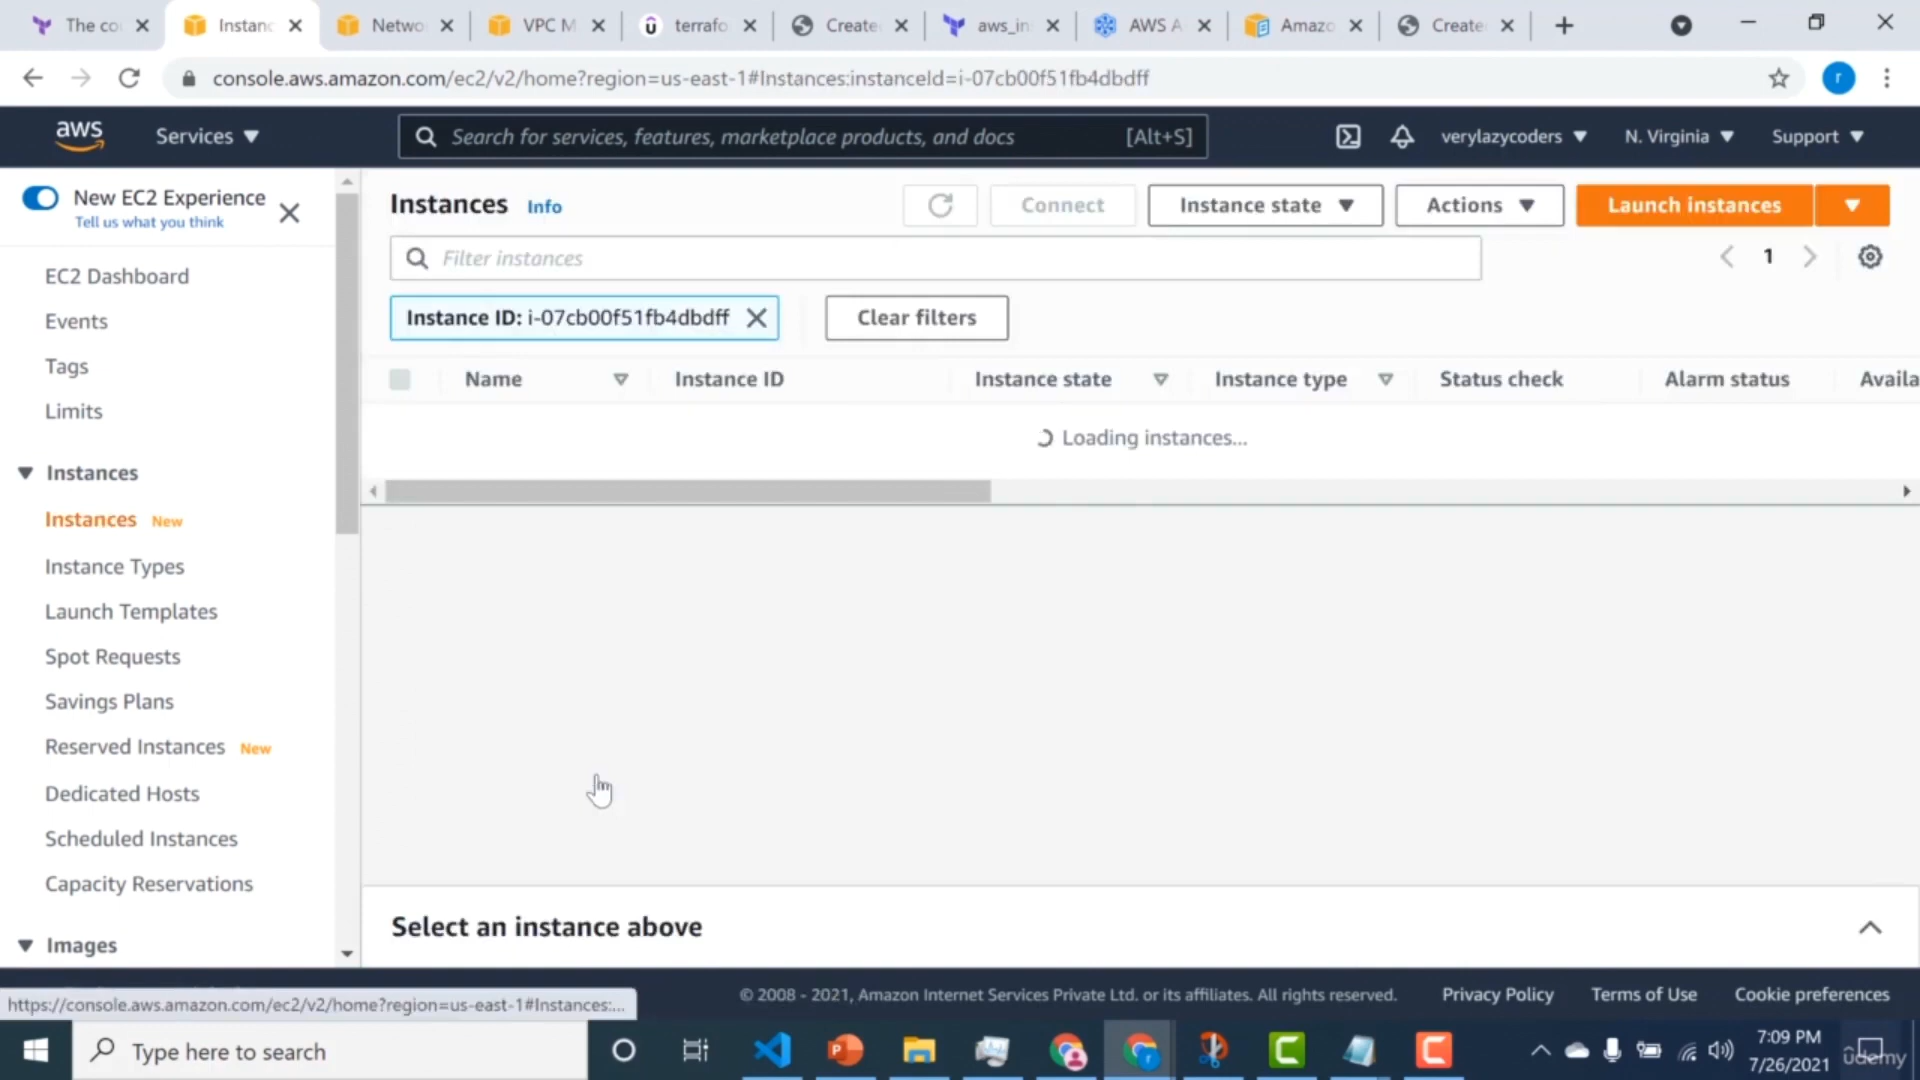 The co
Instanc
Netwo
VPC M
terrafo
Create
aws_in
AWS A
Amazo
Create
console.aws.amazon.com/ec2/v2/home?region=us-east-1#Instances:instanceId=i-07cb00f51fb4dbdff
r
aws
Services
Search for services, features, marketplace products, and docs
[Alt+S]
verylazycoders
N. Virginia
Support
New EC2 Experience
Tell us what you think
Instances Info
Connect
Instance state
Actions
Launch instances
Filter instances
1
Instance ID: i-07cb00f51fb4dbdff
Clear filters
Name
Instance ID
Instance state
Instance type
Status check
Alarm status
Availa
Loading instances...
EC2 Dashboard
Events
Tags
Limits
Instances
Instances New
Instance Types
Launch Templates
Spot Requests
Savings Plans
Reserved Instances New
Dedicated Hosts
Scheduled Instances
Capacity Reservations
Images
Select an instance above
https://console.aws.amazon.com/ec2/v2/home?region=us-east-1#Instances:...
© 2008 - 2021, Amazon Internet Services Private Ltd. or its affiliates. All rights reserved.
Privacy Policy
Terms of Use
Cookie preferences
Type here to search
7:09 PM
7/26/2021
ûdemy